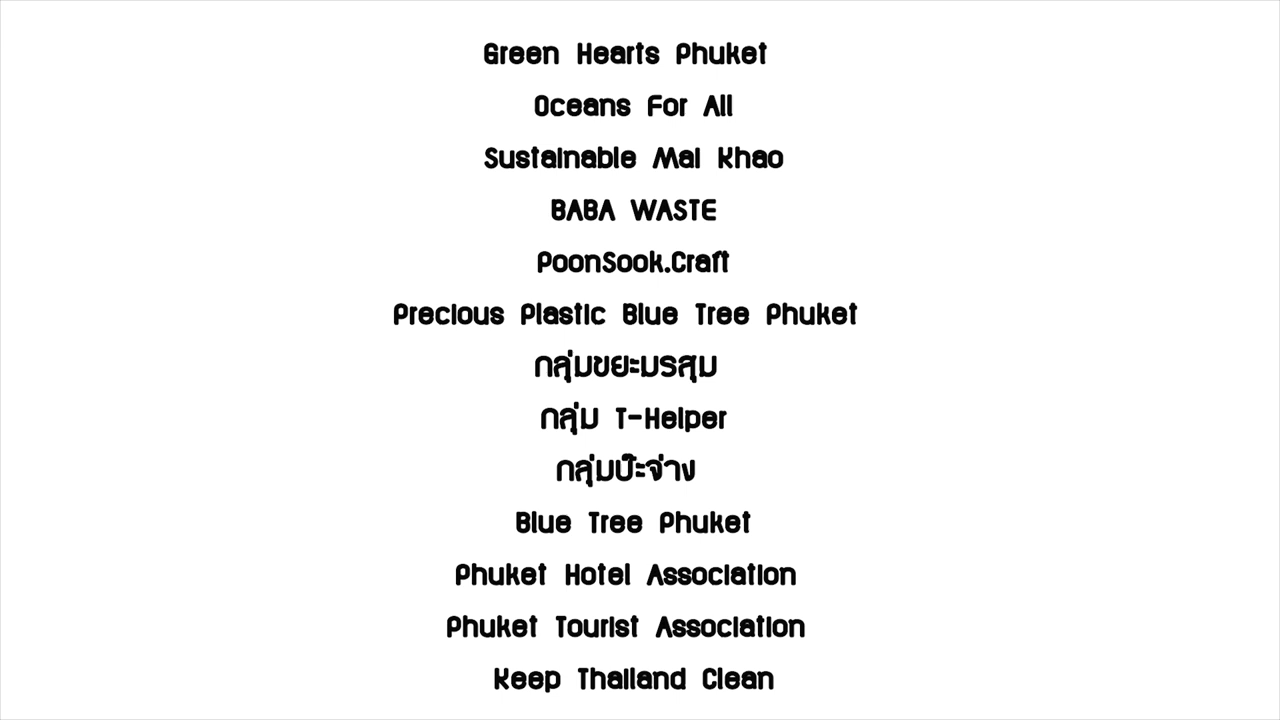 Green Hearts Phuket
Oceans For All
Sustainable Mai Khao
BABA WASTE
PoonSook.Craft
Precious Plastic Blue Tree Phuket
กลุ่มขยะมรสุม
กลุ่ม T-Helper
กลุ่มป๊ะจ่าง
Blue Tree Phuket
Phuket Hotel Association
Phuket Tourist Association
Keep Thailand Clean